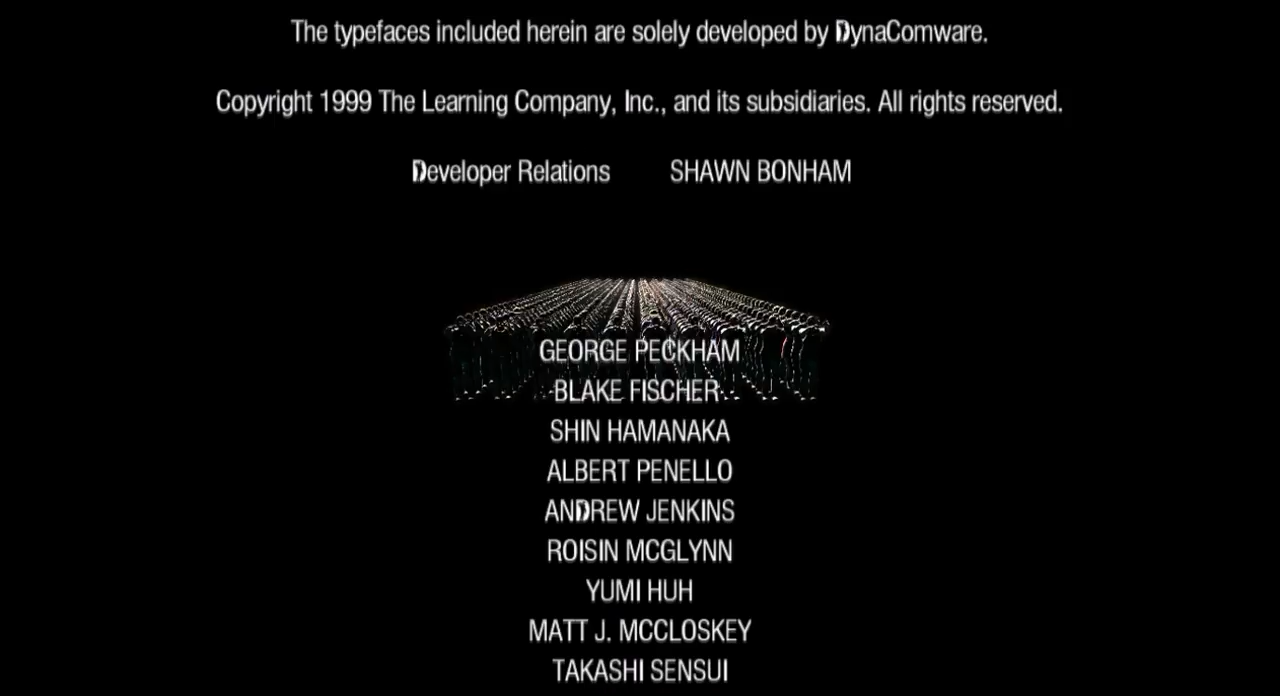 The typefaces included herein are solely developed by DynaComware.
Copyright 1999 The Learning Company, Inc., and its subsidiaries. All rights reserved.
Developer Relations SHAWN BONHAM
GEORGE PECKHAM
BLAKE FISCHER
SHIN HAMANAKA
ALBERT PENELLO
ANDREW JENKINS
ROISIN MCGLYNN
YUMI HUH
MATT J. MCCLOSKEY
TAKASHI SENSUI